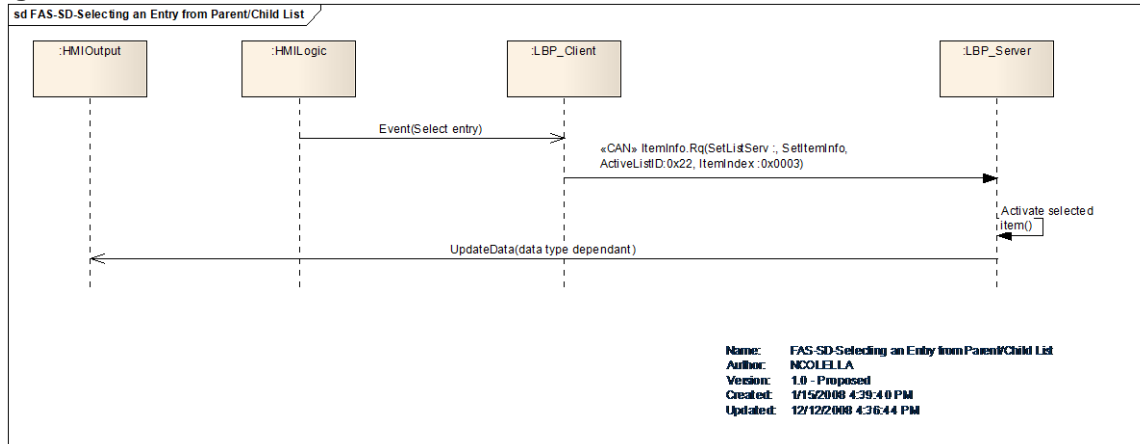 sd FAS-SD-Selecting an Entry from Parent/Child List
:HMIOutput
:HMILogic
:LBP_Client
:LBP_Server
Event(Select entry)
«CAN» ItemInfo.Rq(SetListServ :, SetItemInfo,
ActiveListID:0x22, ItemIndex :0x0003)
Activate selected
item()
UpdateData(data type dependant)
Name: FAS-SD-Selecting an Entry from Parent/Child List
Author: NCOLELLA
Version: 1.0 - Proposed
Created: 1/15/2008 4:39:40 PM
Updated: 12/12/2008 4:36:44 PM